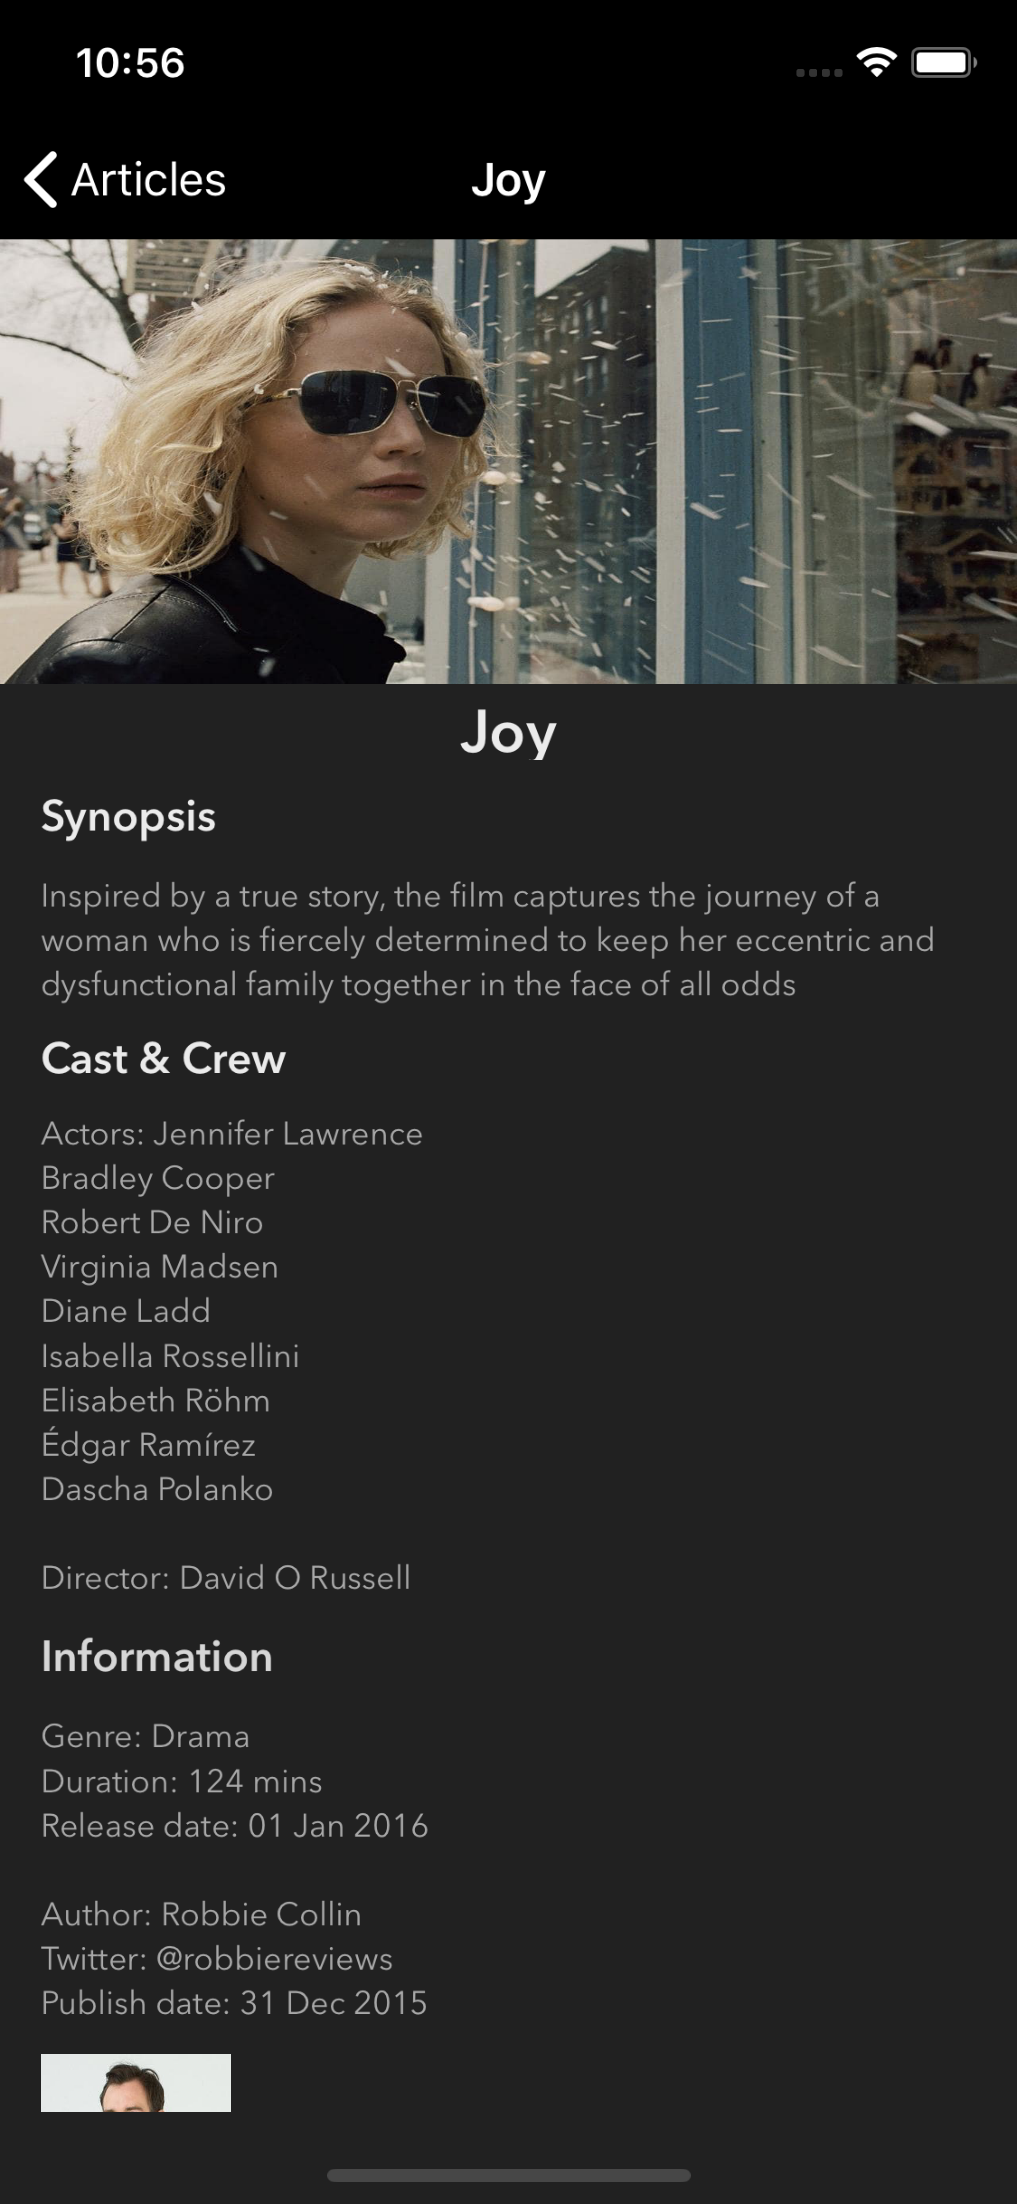 10:56
Articles
Joy
Joy
Synopsis
Inspired by a true story, the film captures the journey of a
woman who is fiercely determined to keep her eccentric and
dysfunctional family together in the face of all odds
Cast & Crew
Actors: Jennifer Lawrence
Bradley Cooper
Robert De Niro
Virginia Madsen
Diane Ladd
Isabella Rossellini
Elisabeth Röhm
Édgar Ramírez
Dascha Polanko
Director: David O Russell
Information
Genre: Drama
Duration: 124 mins
Release date: 01 Jan 2016
Author: Robbie Collin
Twitter: @robbiereviews
Publish date: 31 Dec 2015